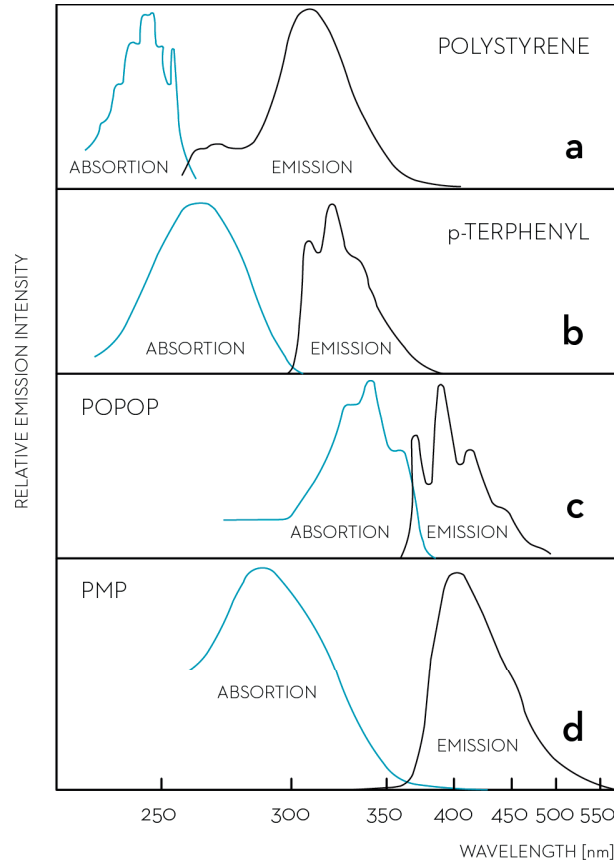 POLYSTYRENE
a
ABSORTION
EMISSION
p-TERPHENYL
b
ABSORTION
EMISSION
POPOP
c
ABSORTION
EMISSION
PMP
d
ABSORTION
EMISSION
RELATIVE EMISSION INTENSITY
250 300 350 400 450 500 550
WAVELENGTH [nm]